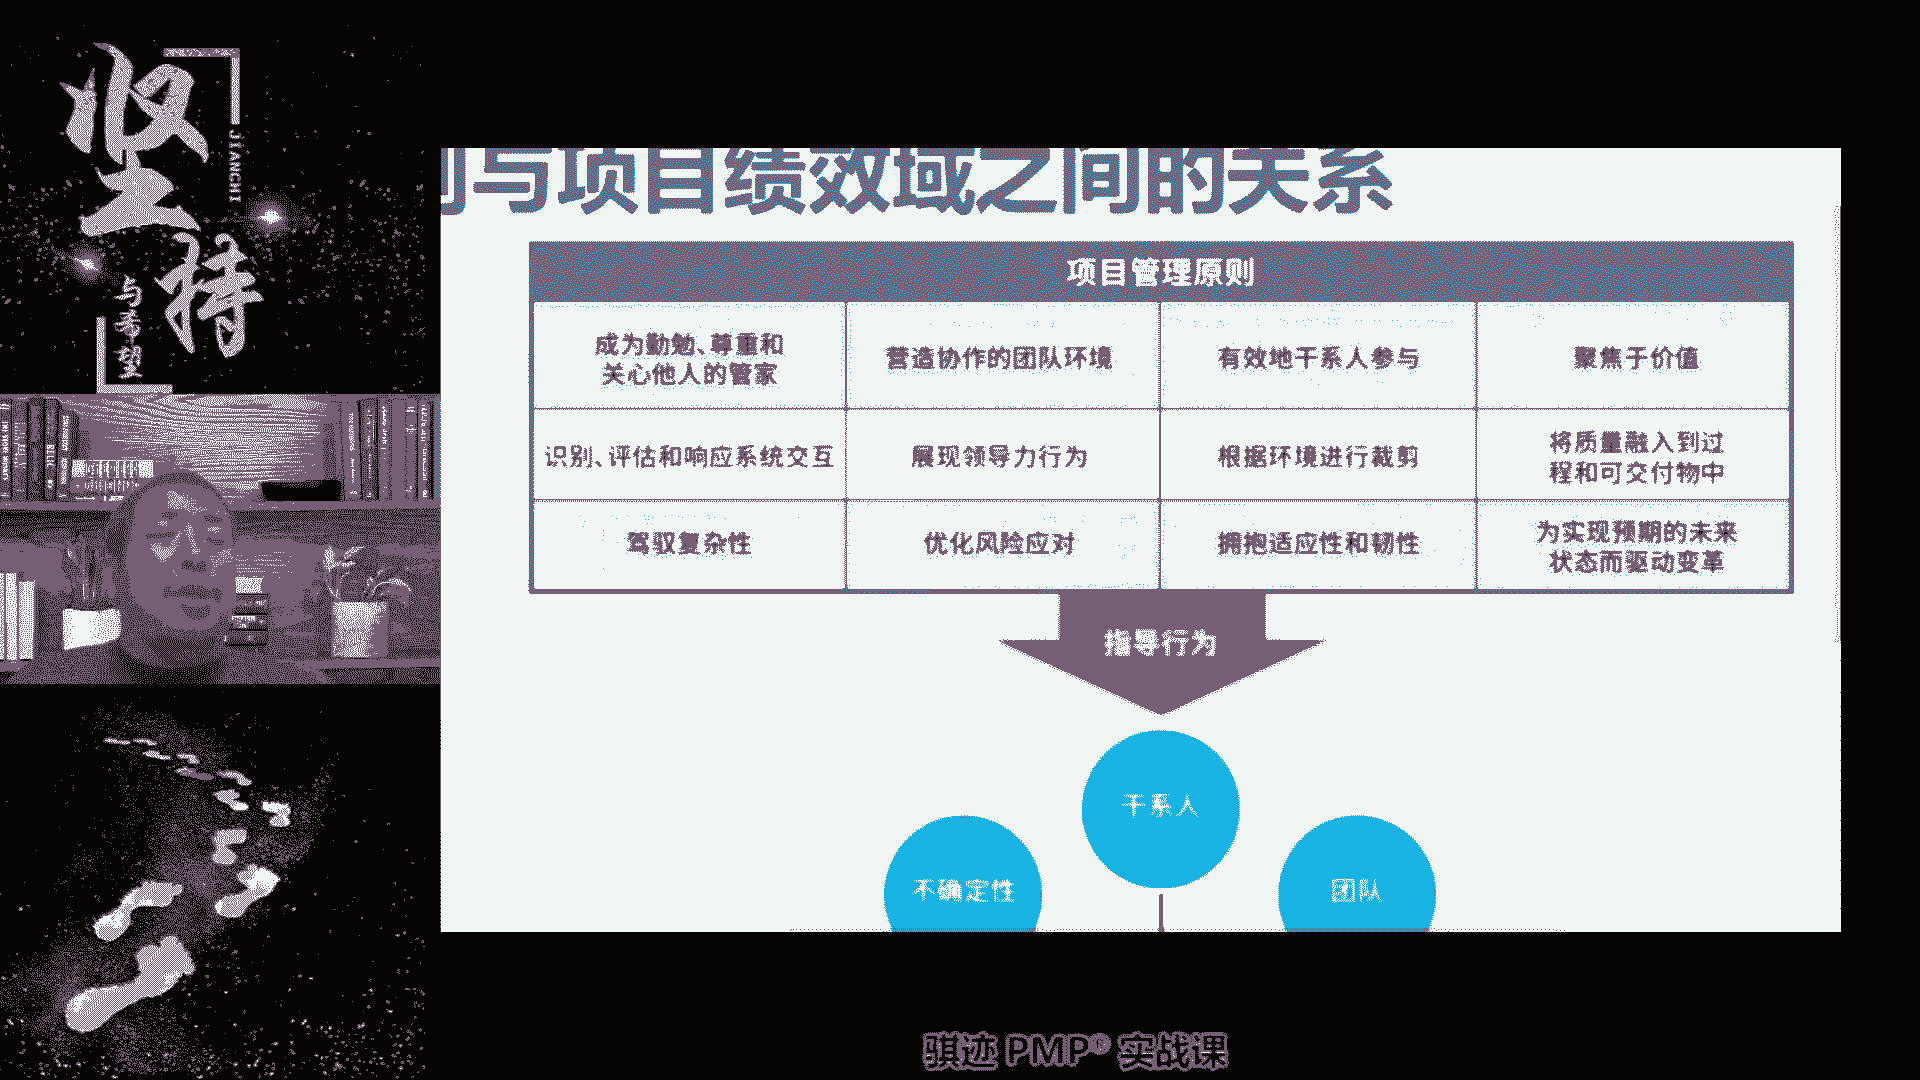 坚持
JIANCHI
与希望
与项目绩效域之间的关系
项目管理原则
成为勤勉、尊重和
关心他人的管家
营造协作的团队环境
有效地干系人参与
聚焦于价值
识别、评估和响应系统交互
展现领导力行为
根据环境进行裁剪
将质量融入到过
程和可交付物中
驾驭复杂性
优化风险应对
拥抱适应性和韧性
为实现预期的未来
状态而驱动变革
指导行为
干系人
不确定性
团队
骐迹 PMP® 实战课